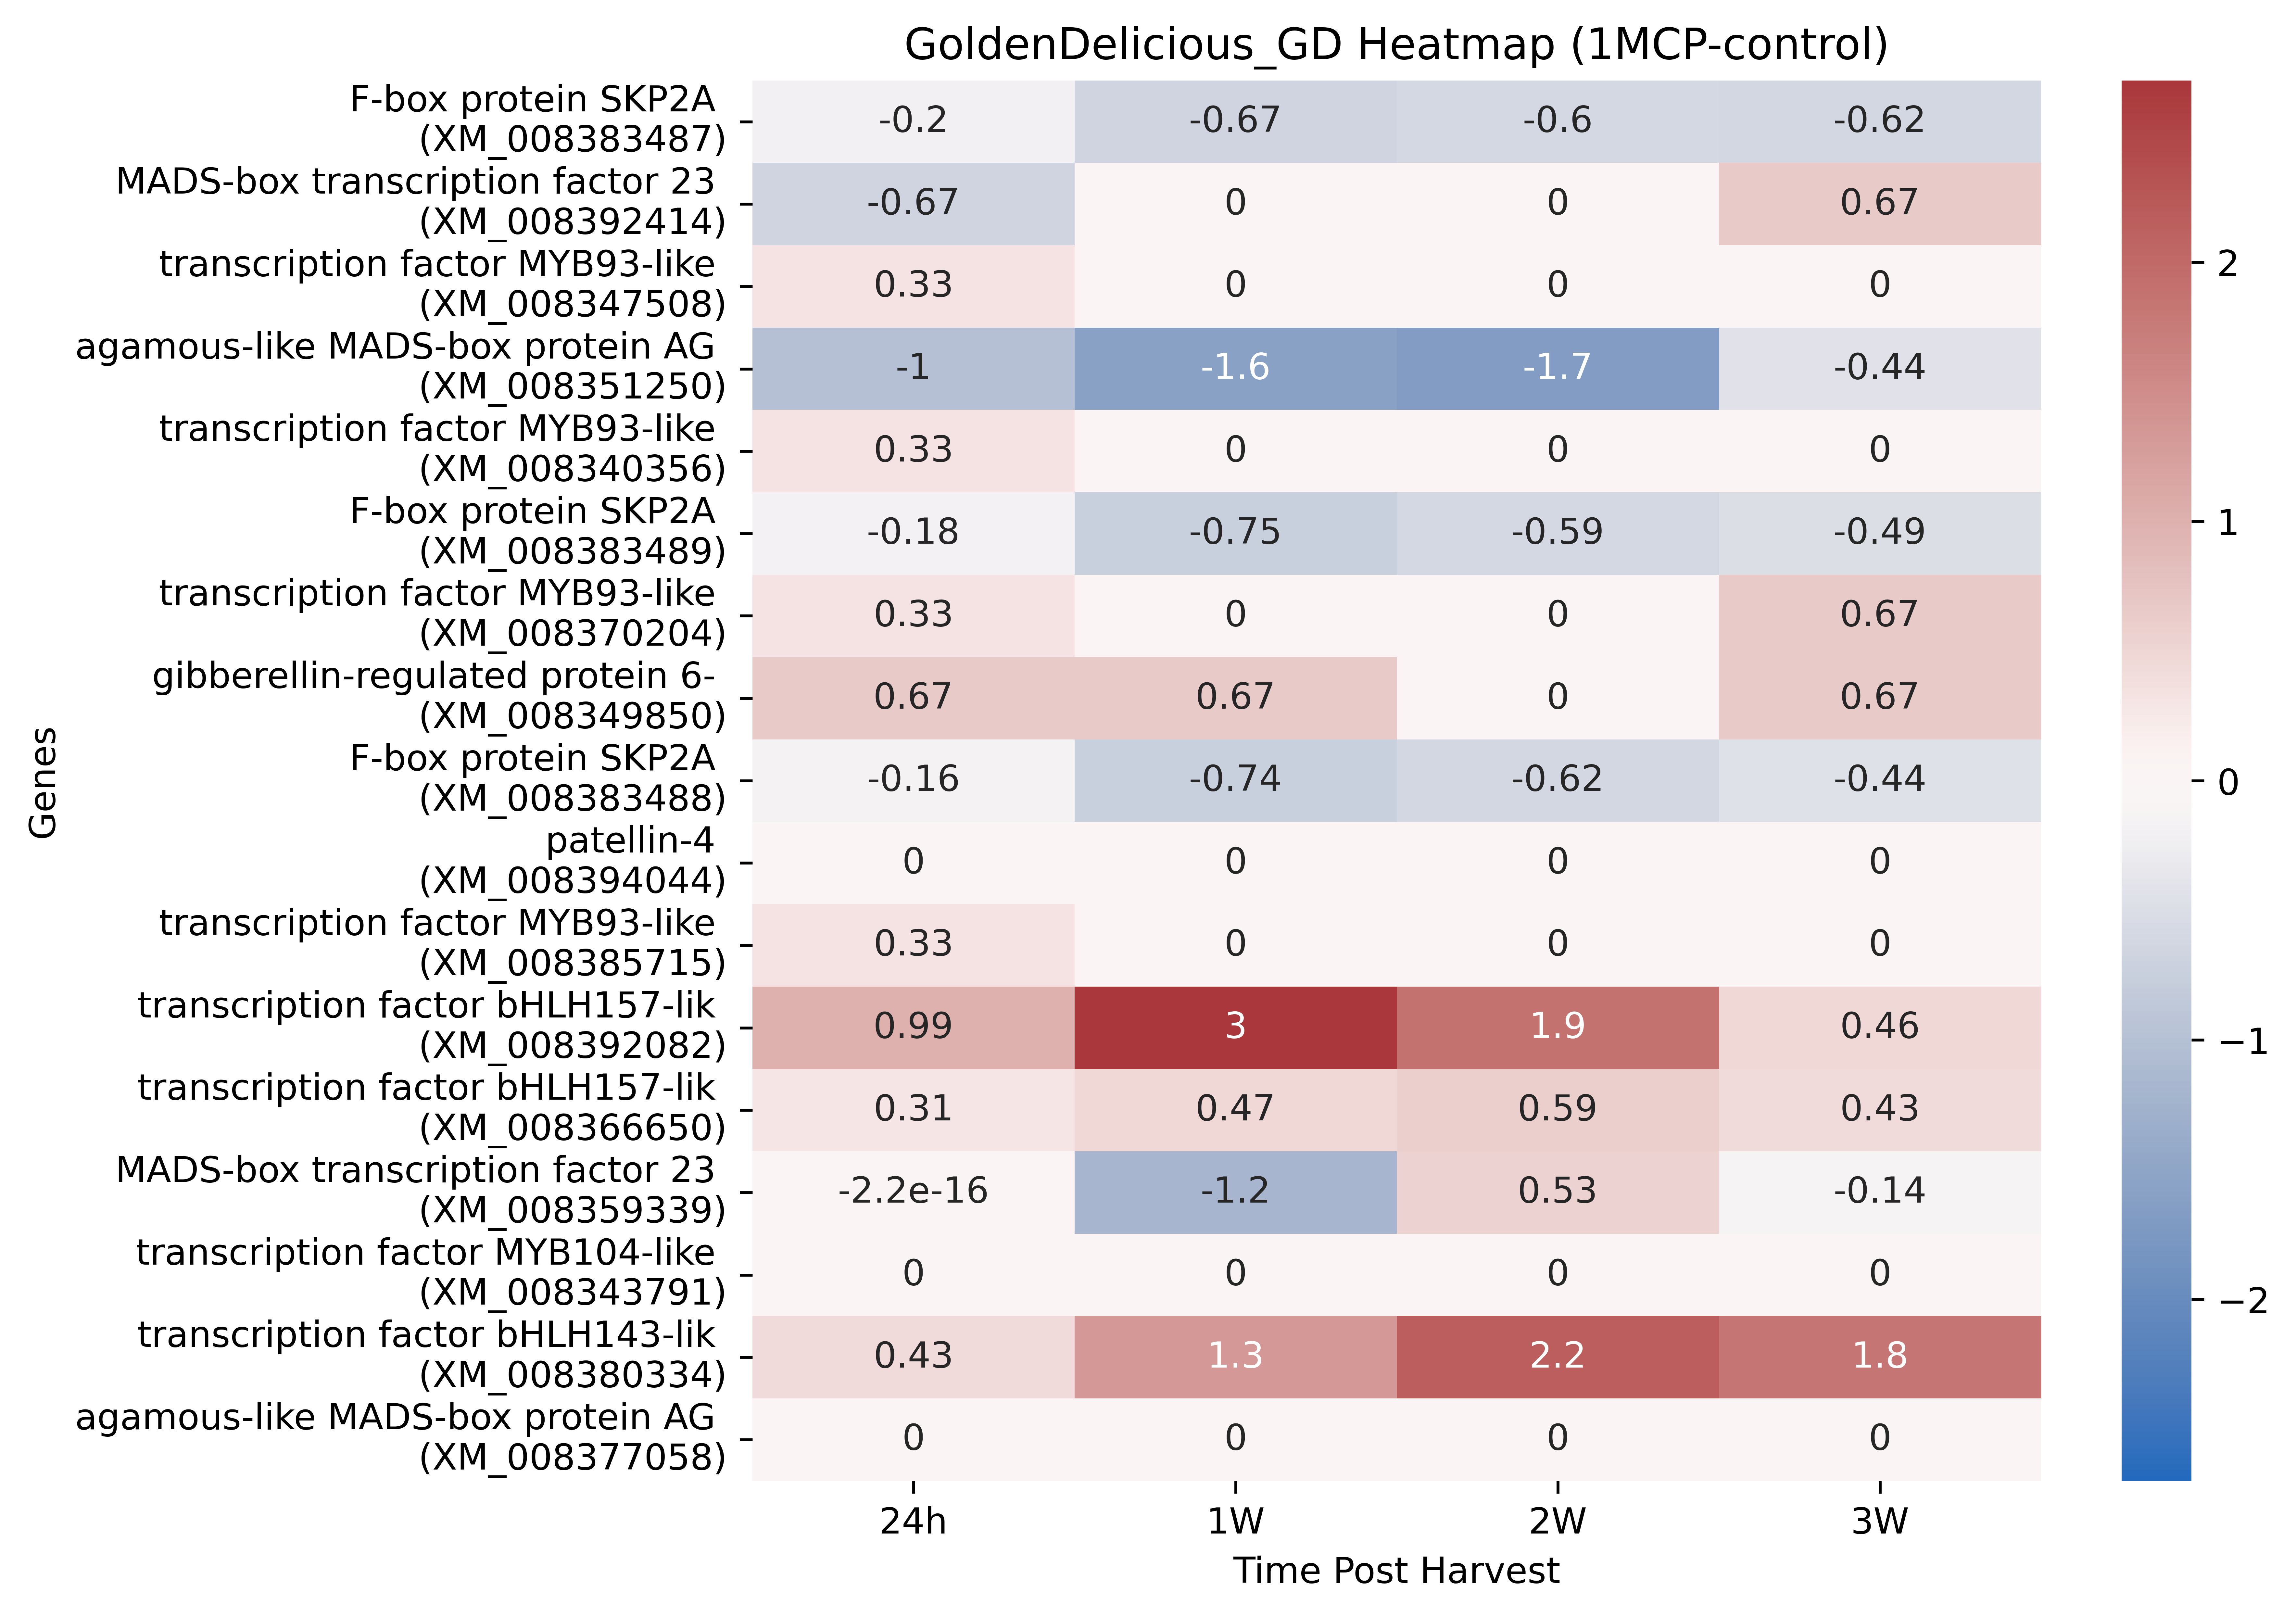 GoldenDelicious_GD Heatmap (1MCP-control)
Genes
F-box protein SKP2A
(XM_008383487)
-0.2 -0.67 -0.6 -0.62
MADS-box transcription factor 23
(XM_008392414)
-0.67 0 0 0.67
transcription factor MYB93-like
(XM_008347508)
0.33 0 0 0
agamous-like MADS-box protein AG
(XM_008351250)
-1 -1.6 -1.7 -0.44
transcription factor MYB93-like
(XM_008340356)
0.33 0 0 0
F-box protein SKP2A
(XM_008383489)
-0.18 -0.75 -0.59 -0.49
transcription factor MYB93-like
(XM_008370204)
0.33 0 0 0.67
gibberellin-regulated protein 6-
(XM_008349850)
0.67 0.67 0 0.67
F-box protein SKP2A
(XM_008383488)
-0.16 -0.74 -0.62 -0.44
patellin-4
(XM_008394044)
0 0 0 0
transcription factor MYB93-like
(XM_008385715)
0.33 0 0 0
transcription factor bHLH157-lik
(XM_008392082)
0.99 3 1.9 0.46
transcription factor bHLH157-lik
(XM_008366650)
0.31 0.47 0.59 0.43
MADS-box transcription factor 23
(XM_008359339)
-2.2e-16 -1.2 0.53 -0.14
transcription factor MYB104-like
(XM_008343791)
0 0 0 0
transcription factor bHLH143-lik
(XM_008380334)
0.43 1.3 2.2 1.8
agamous-like MADS-box protein AG
(XM_008377058)
0 0 0 0
24h 1W 2W 3W
Time Post Harvest
2
1
0
−1
−2